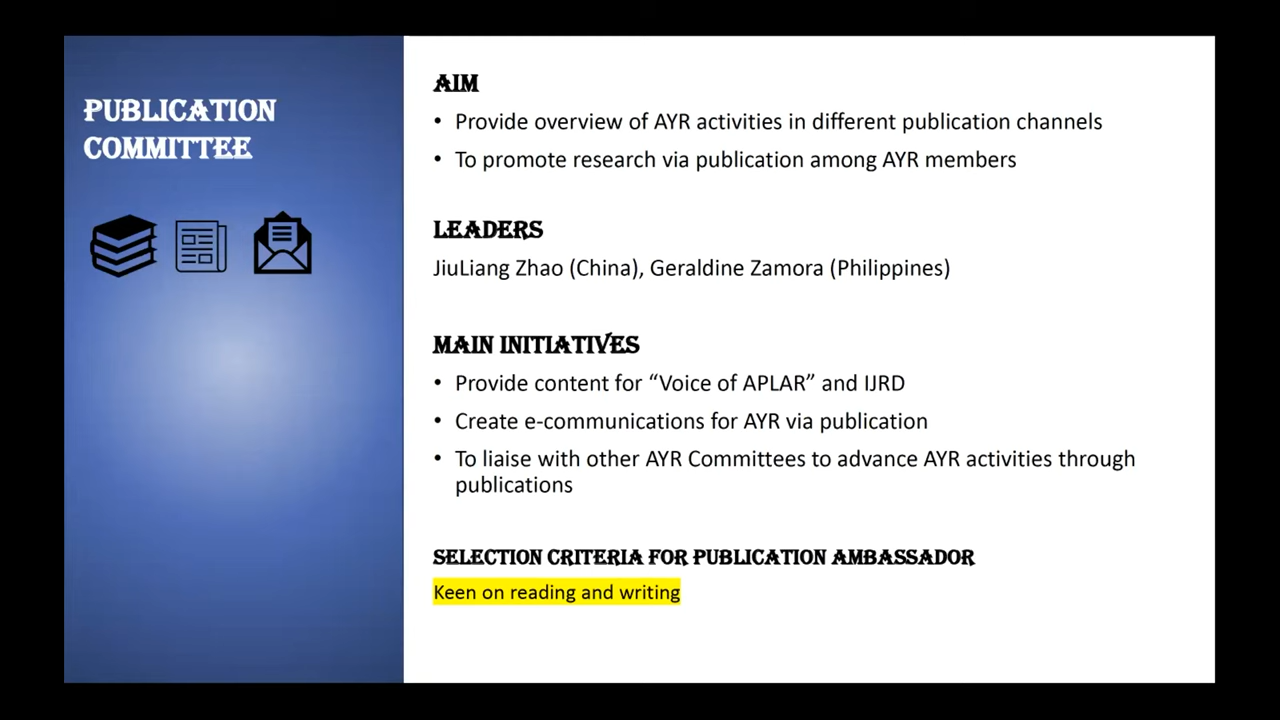 PUBLICATION
COMMITTEE
AIM
• Provide overview of AYR activities in different publication channels
• To promote research via publication among AYR members
LEADERS
JiuLiang Zhao (China), Geraldine Zamora (Philippines)
MAIN INITIATIVES
• Provide content for “Voice of APLAR” and IJRD
• Create e-communications for AYR via publication
• To liaise with other AYR Committees to advance AYR activities through
publications
SELECTION CRITERIA FOR PUBLICATION AMBASSADOR
Keen on reading and writing